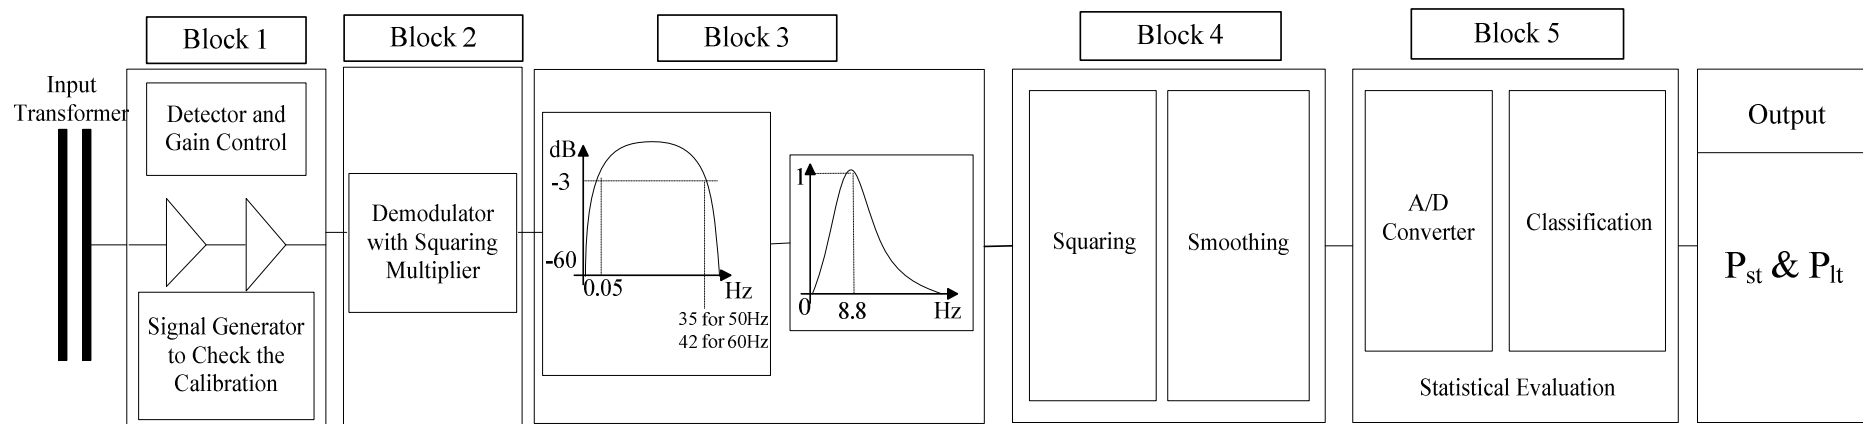 Block 1
Block 2
Block 3
Block 4
Block 5
Input
Transformer
Detector and
Gain Control
Signal Generator
to Check the
Calibration
Demodulator
with Squaring
Multiplier
dB
-3
-60
0.05
Hz
35 for 50Hz
42 for 60Hz
1
0
8.8
Hz
Squaring
Smoothing
A/D
Converter
Classification
Statistical Evaluation
Output
Pst & Plt